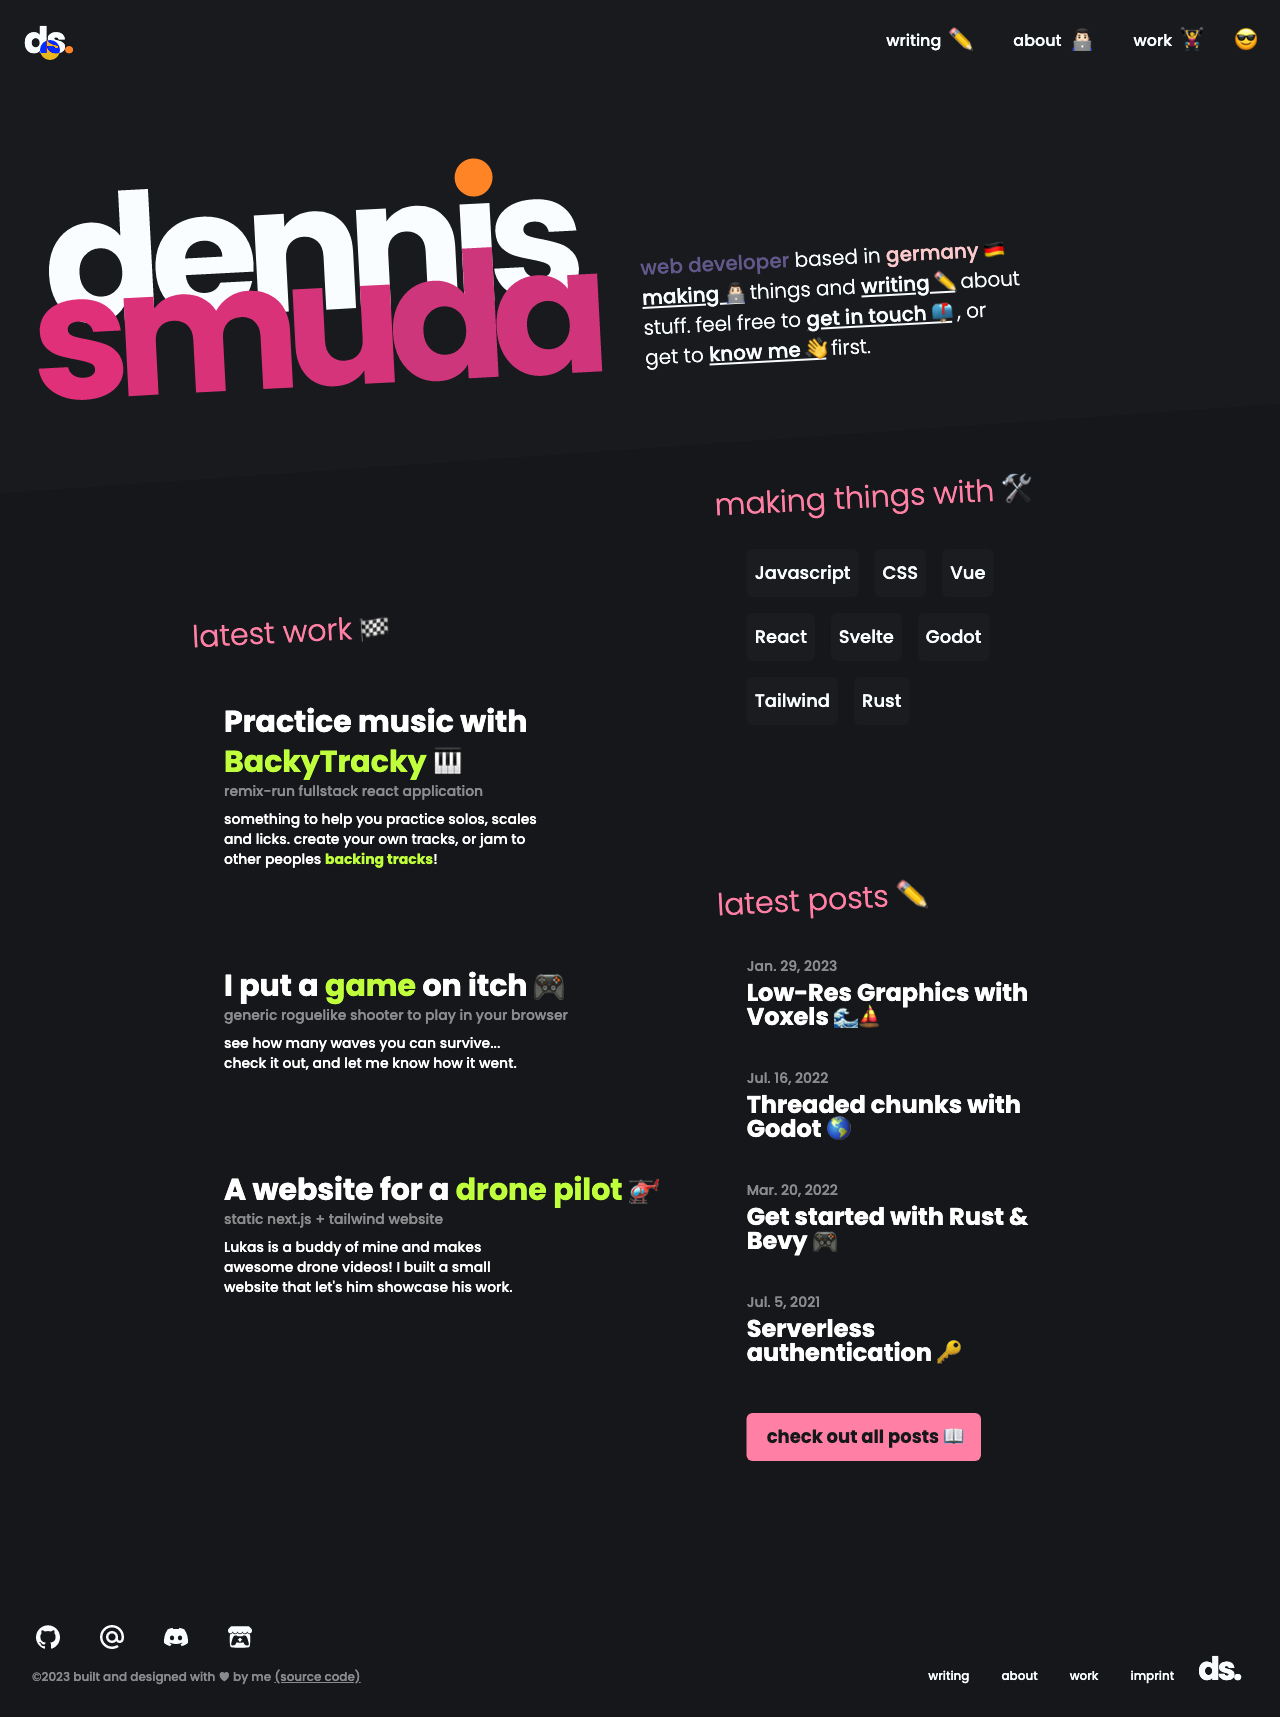 ds.
writing ✏️
about 👨🏻‍💻
work 🏋️
😎
dennis
smuda
web developer based in germany 🇩🇪
making 👨🏻‍💻 things and writing ✏️ about
stuff. feel free to get in touch 📬, or
get to know me 👋 first.
making things with 🛠️
Javascript
CSS
Vue
React
Svelte
Godot
Tailwind
Rust
latest work 🏁
Practice music with
BackyTracky 🎹
remix-run fullstack react application
something to help you practice solos, scales
and licks. create your own tracks, or jam to
other peoples backing tracks!
I put a game on itch 🎮
generic roguelike shooter to play in your browser
see how many waves you can survive...
check it out, and let me know how it went.
A website for a drone pilot 🚁
static next.js + tailwind website
Lukas is a buddy of mine and makes
awesome drone videos! I built a small
website that let's him showcase his work.
latest posts ✏️
Jan. 29, 2023
Low-Res Graphics with
Voxels 🌊⛵
Jul. 16, 2022
Threaded chunks with
Godot 🌎
Mar. 20, 2022
Get started with Rust &
Bevy 🎮
Jul. 5, 2021
Serverless
authentication 🔑
check out all posts 📖
©2023 built and designed with ♥ by me (source code)
writing
about
work
imprint
ds.